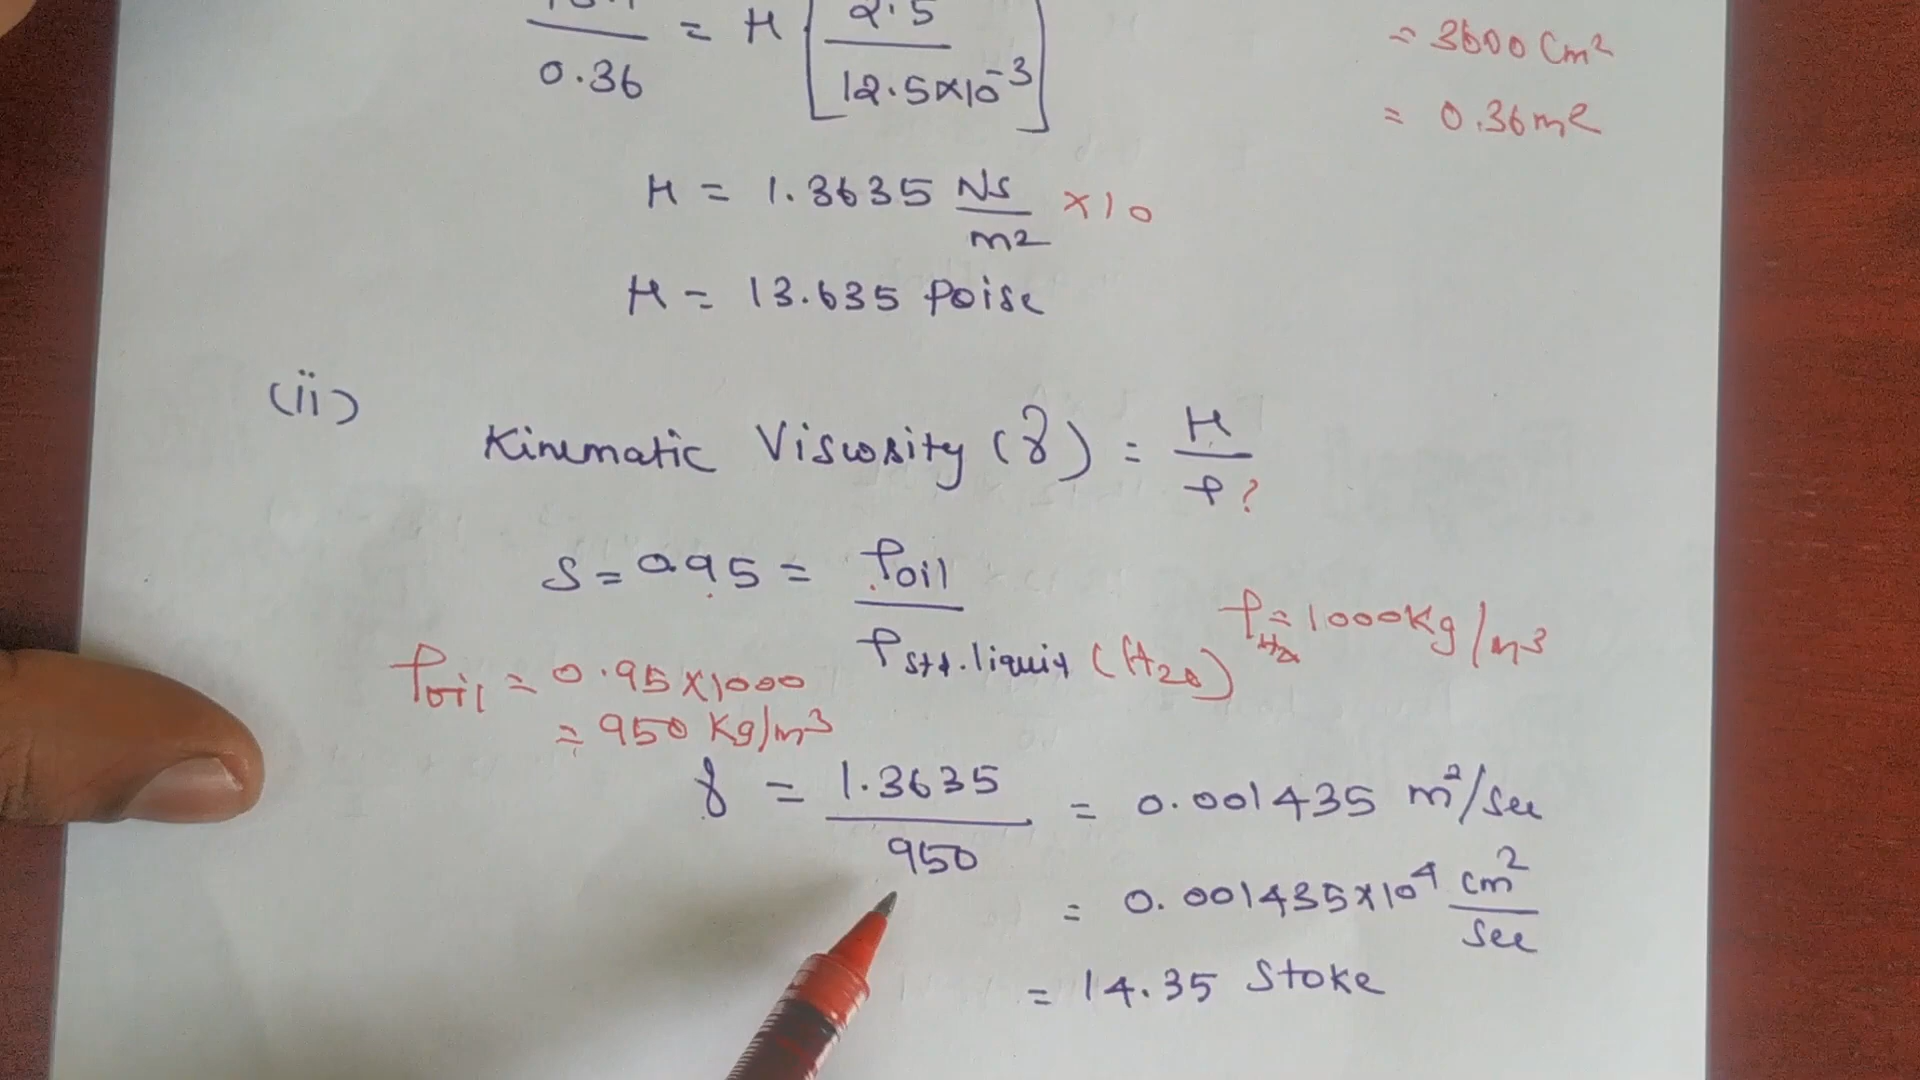 0.36 = μ [2.5 / 12.5×10⁻³]
= 3600 Cm²
= 0.36 m²
μ = 1.3635 Ns/m² ×10
μ = 13.635 Poise
(ii)
Kinematic Viscosity (γ) = μ/ρ ?
S = 0.95 = ρoil / ρStd.liquid (H2O)
ρH2O = 1000Kg/m³
ρoil = 0.95×1000
= 950 Kg/m³
γ = 1.3635/950 = 0.001435 m²/sec
= 0.001435×10⁴ cm²/sec
= 14.35 Stoke